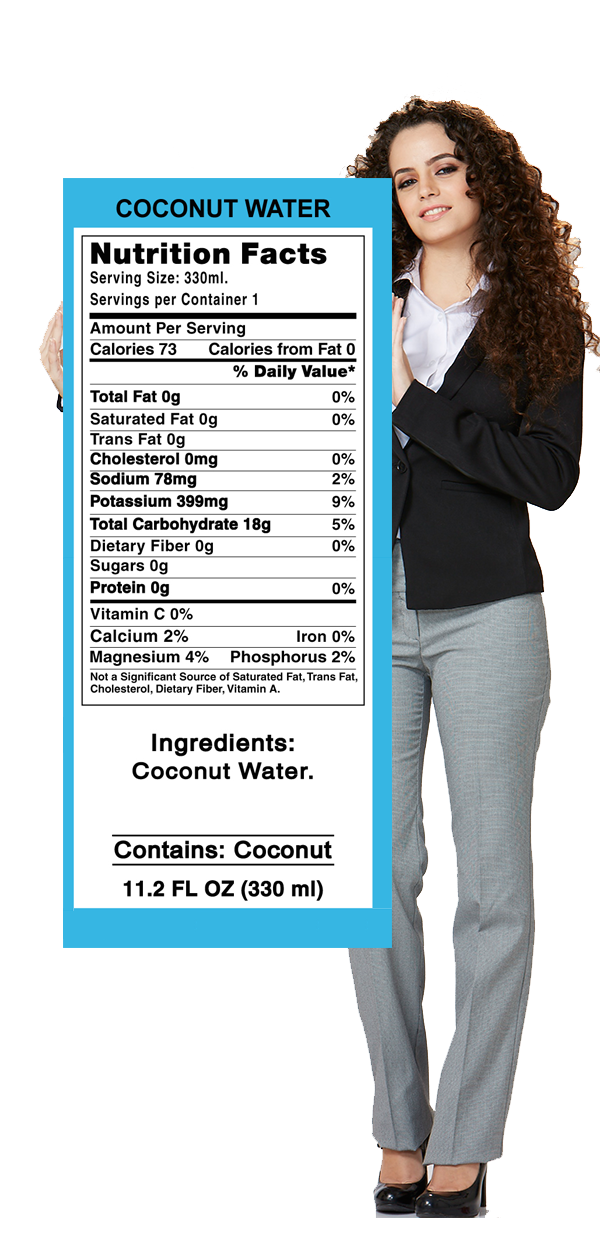 COCONUT WATER
Nutrition Facts
Serving Size: 330ml.
Servings per Container 1
Amount Per Serving
Calories 73 Calories from Fat 0
% Daily Value*
Total Fat 0g 0%
Saturated Fat 0g 0%
Trans Fat 0g
Cholesterol 0mg 0%
Sodium 78mg 2%
Potassium 399mg 9%
Total Carbohydrate 18g 5%
Dietary Fiber 0g 0%
Sugars 0g
Protein 0g 0%
Vitamin C 0%
Calcium 2% Iron 0%
Magnesium 4% Phosphorus 2%
Not a Significant Source of Saturated Fat, Trans Fat,
Cholesterol, Dietary Fiber, Vitamin A.
Ingredients:
Coconut Water.
Contains: Coconut
11.2 FL OZ (330 ml)